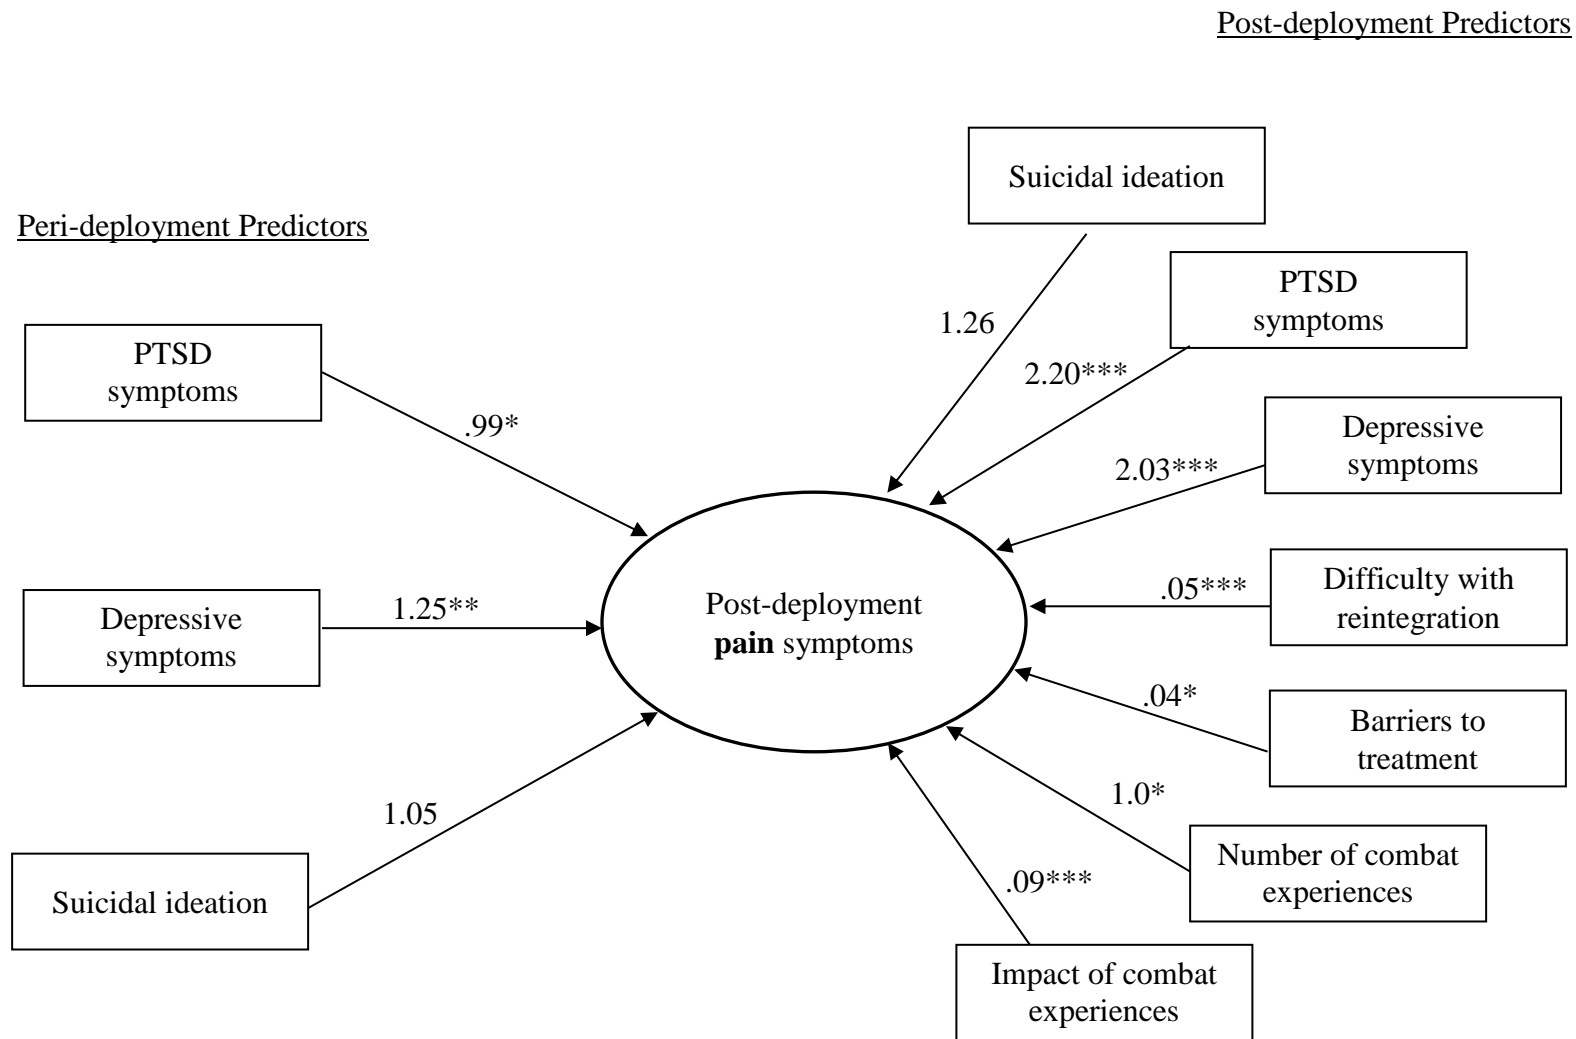 Post-deployment Predictors
Suicidal ideation
Peri-deployment Predictors
PTSD
symptoms
1.26
PTSD
symptoms
2.20***
.99*
Depressive
symptoms
2.03***
Difficulty with
reintegration
.05***
Depressive
symptoms
1.25**
Post-deployment
pain symptoms
.04*
Barriers to
treatment
1.05
1.0*
Number of combat
experiences
Suicidal ideation
.09***
Impact of combat
experiences